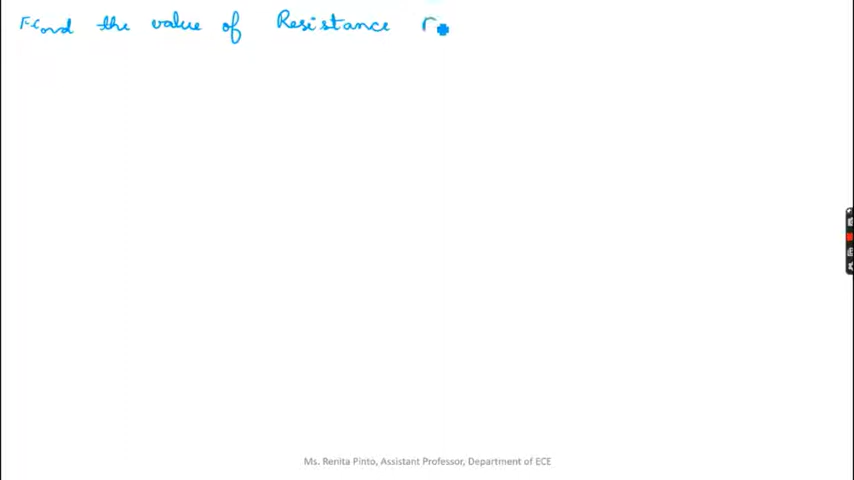 Find the value of Resistance
Ms. Renita Pinto, Assistant Professor, Department of ECE